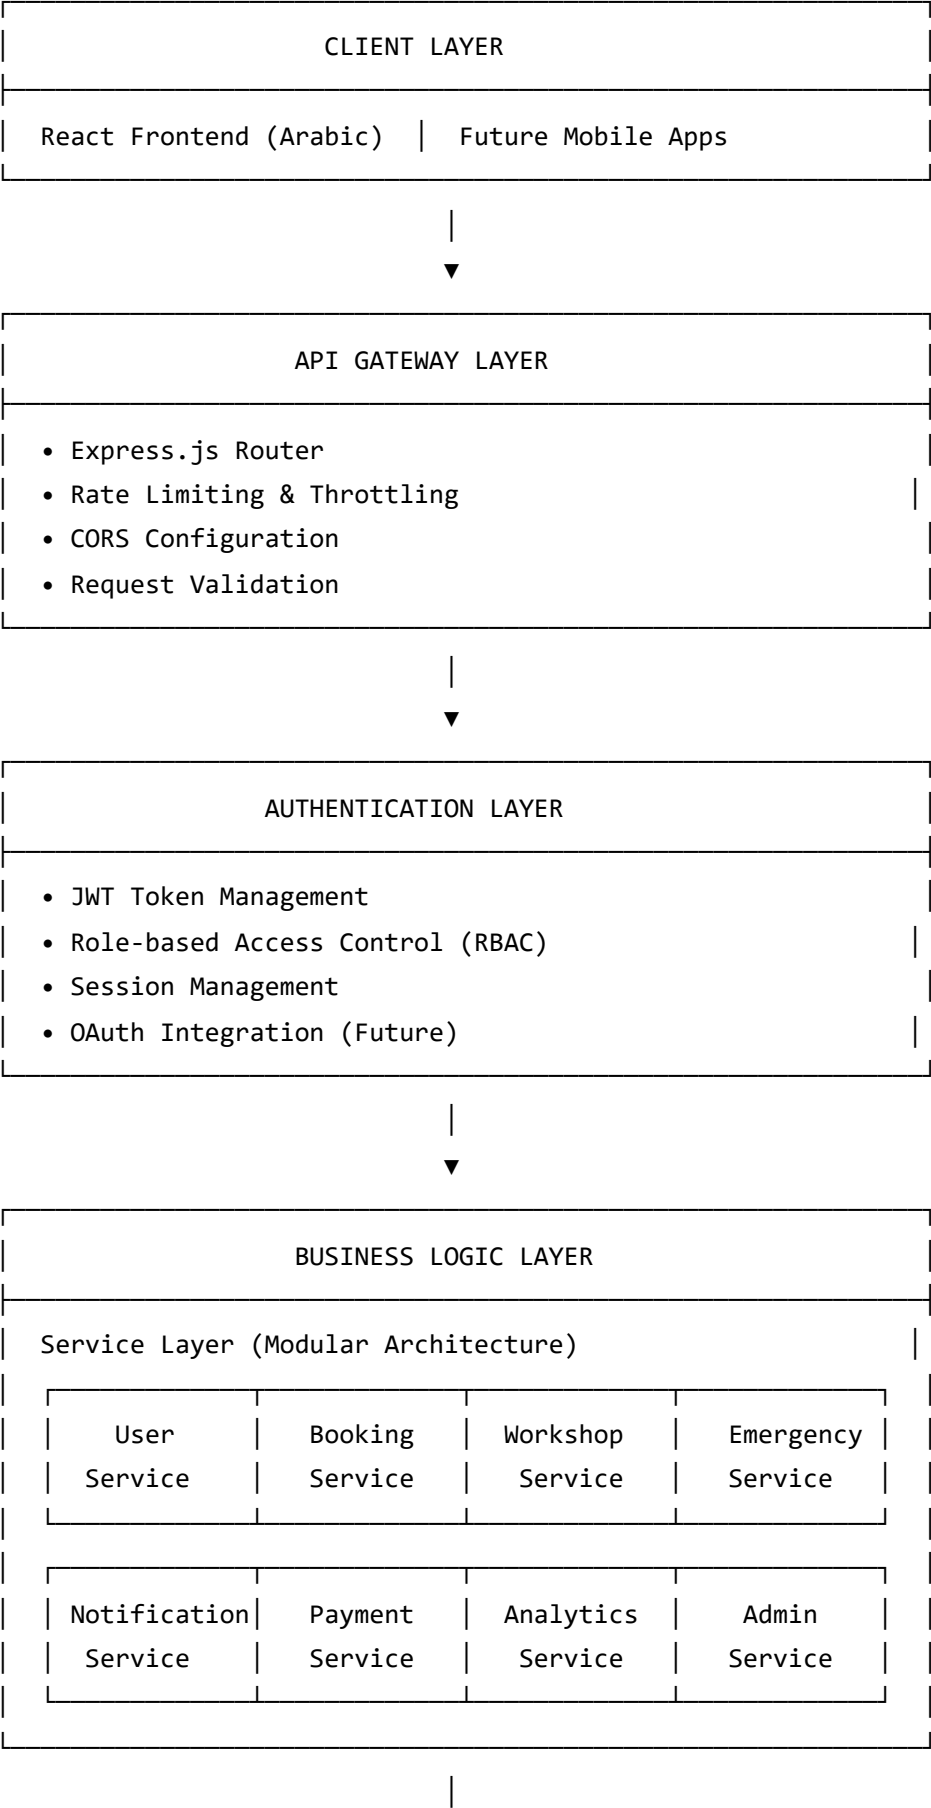 CLIENT LAYER
React Frontend (Arabic) │ Future Mobile Apps
API GATEWAY LAYER
• Express.js Router
• Rate Limiting & Throttling
• CORS Configuration
• Request Validation
AUTHENTICATION LAYER
• JWT Token Management
• Role-based Access Control (RBAC)
• Session Management
• OAuth Integration (Future)
BUSINESS LOGIC LAYER
Service Layer (Modular Architecture)
User │ Booking │ Workshop │ Emergency
Service │ Service │ Service │ Service
Notification│ Payment │ Analytics │ Admin
Service │ Service │ Service │ Service